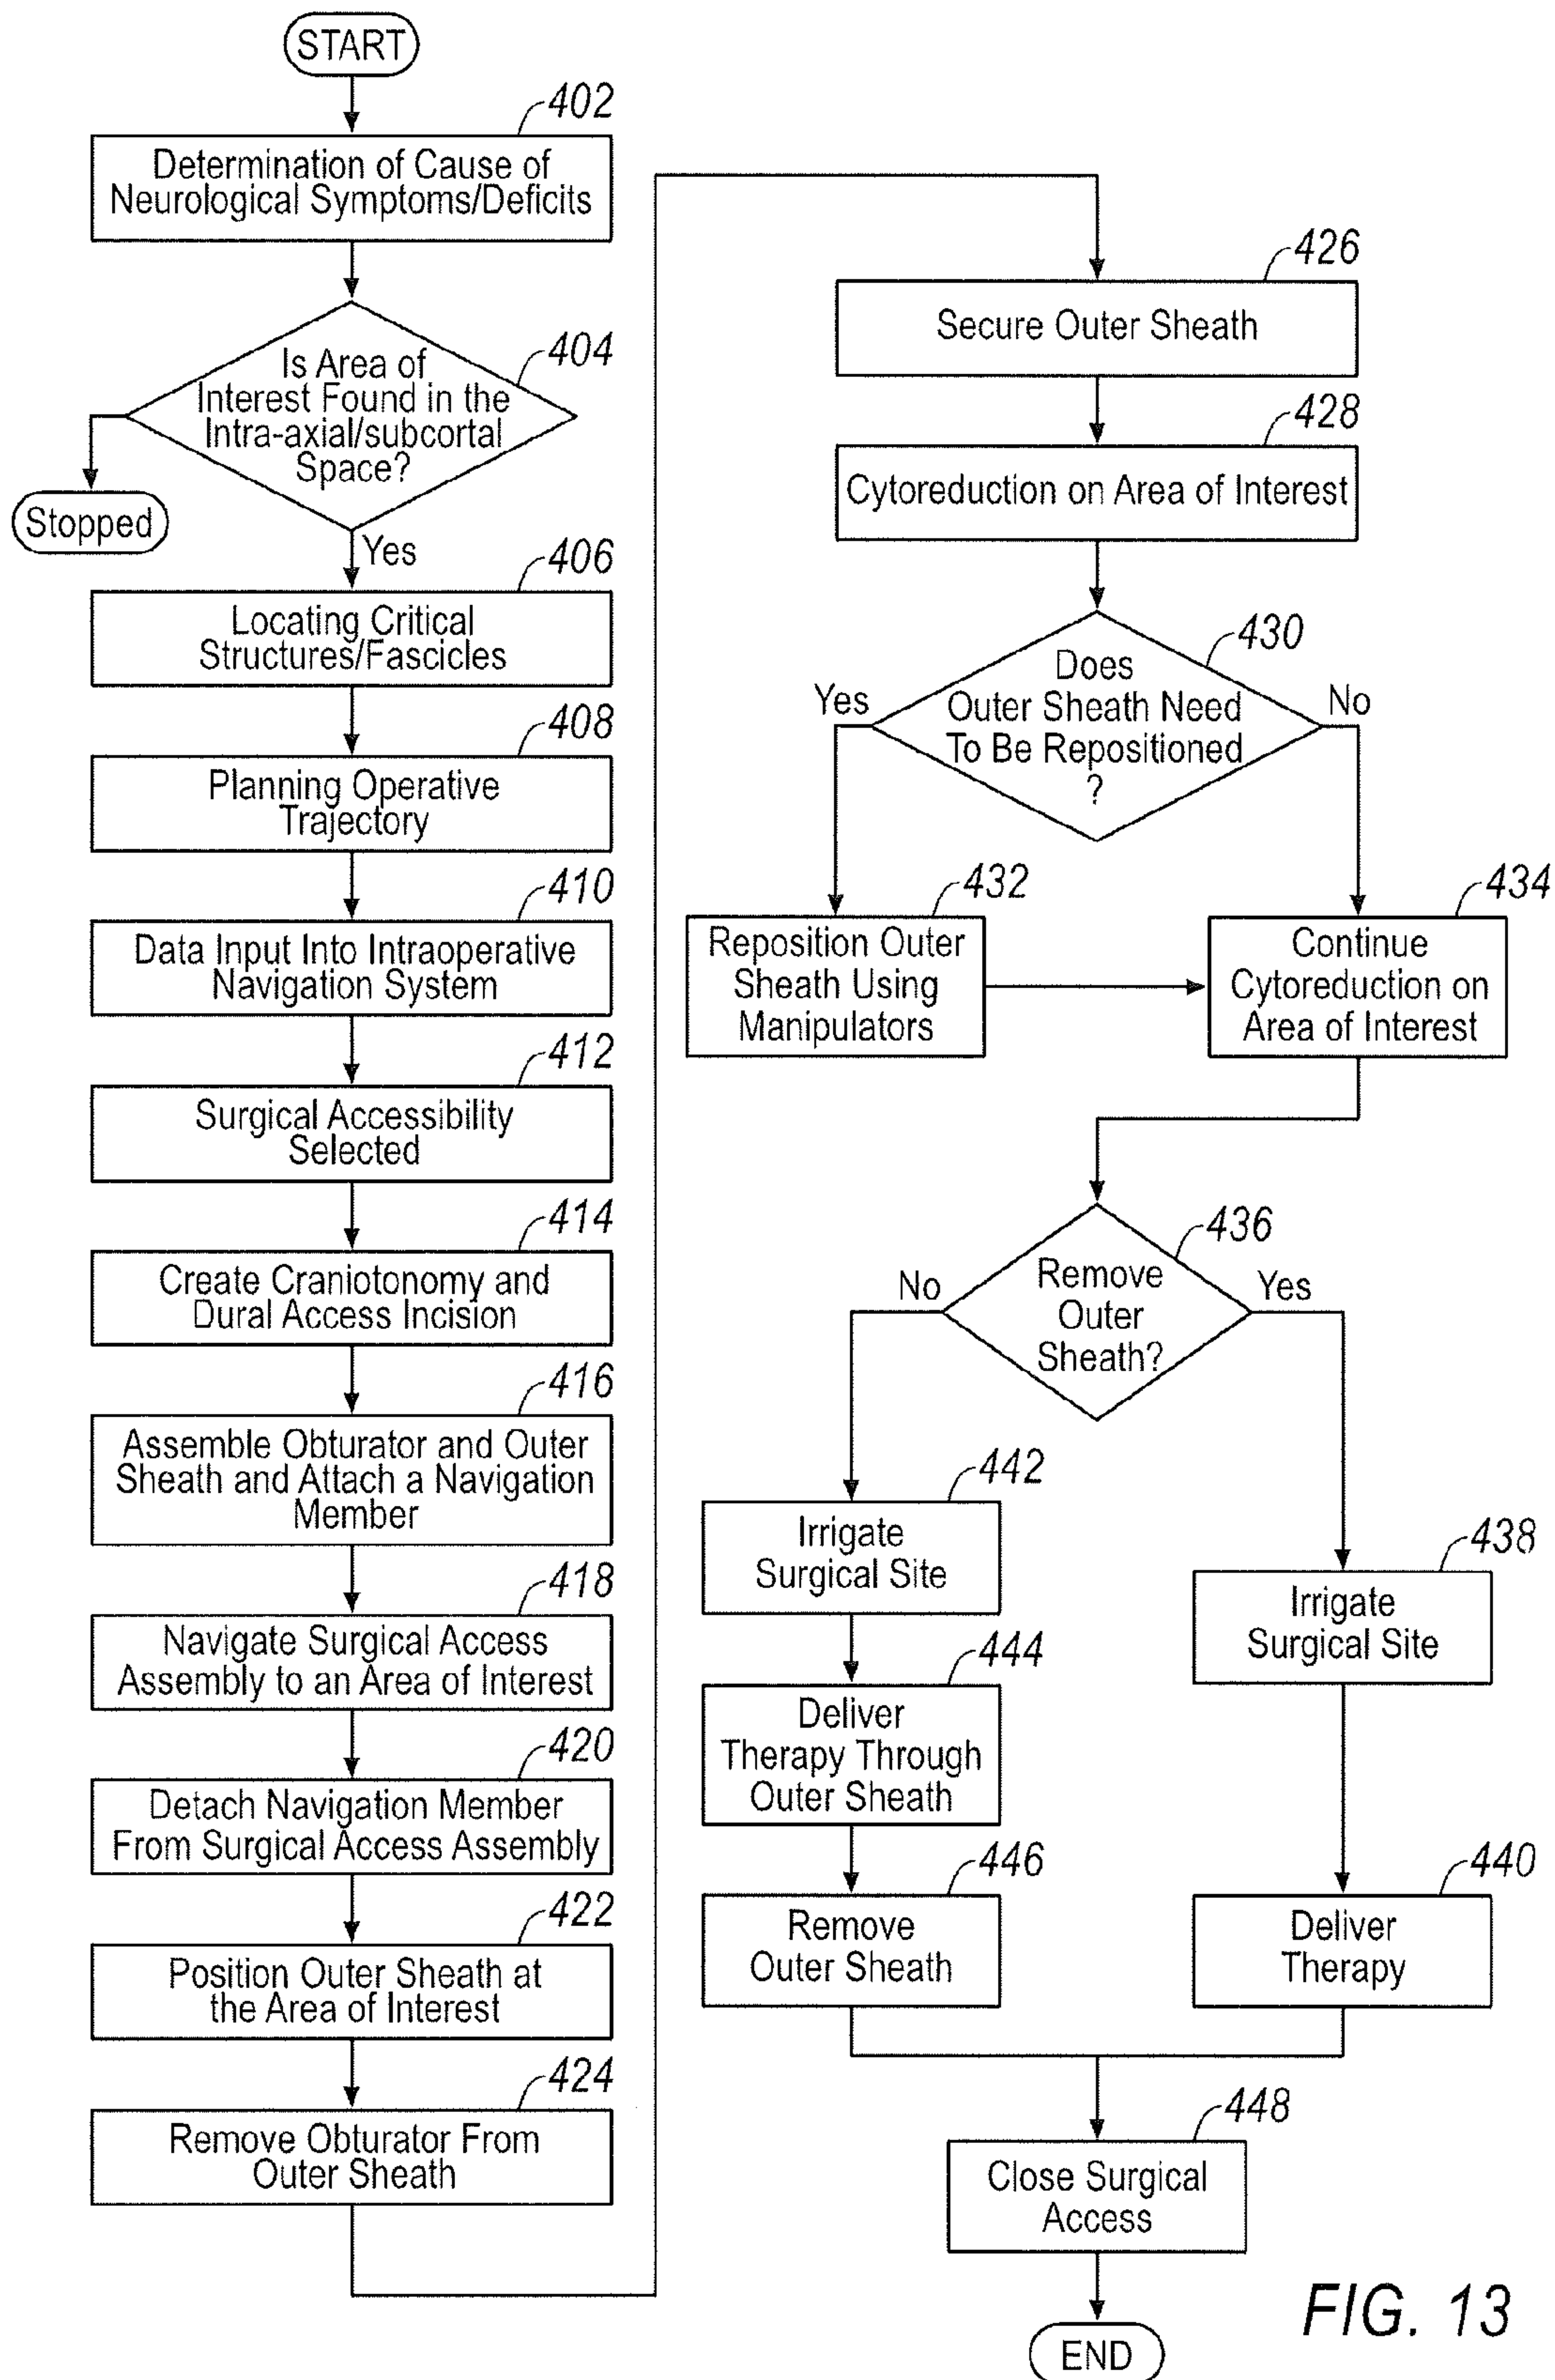 START
402
Determination of Cause of
Neurological Symptoms/Deficits
404
Is Area of
Interest Found in the
Intra-axial/subcortal
Space?
Stopped
Yes
406
Locating Critical
Structures/Fascicles
408
Planning Operative
Trajectory
410
Data Input Into Intraoperative
Navigation System
412
Surgical Accessibility
Selected
414
Create Craniotonomy and
Dural Access Incision
416
Assemble Obturator and Outer
Sheath and Attach a Navigation
Member
418
Navigate Surgical Access
Assembly to an Area of Interest
420
Detach Navigation Member
From Surgical Access Assembly
422
Position Outer Sheath at
the Area of Interest
424
Remove Obturator From
Outer Sheath
426
Secure Outer Sheath
428
Cytoreduction on Area of Interest
430
Does
Outer Sheath Need
To Be Repositioned
?
Yes
No
432
Reposition Outer
Sheath Using
Manipulators
434
Continue
Cytoreduction on
Area of Interest
436
Remove
Outer
Sheath?
No
Yes
442
Irrigate
Surgical Site
444
Deliver
Therapy Through
Outer Sheath
446
Remove
Outer Sheath
438
Irrigate
Surgical Site
440
Deliver
Therapy
448
Close Surgical
Access
END
FIG. 13